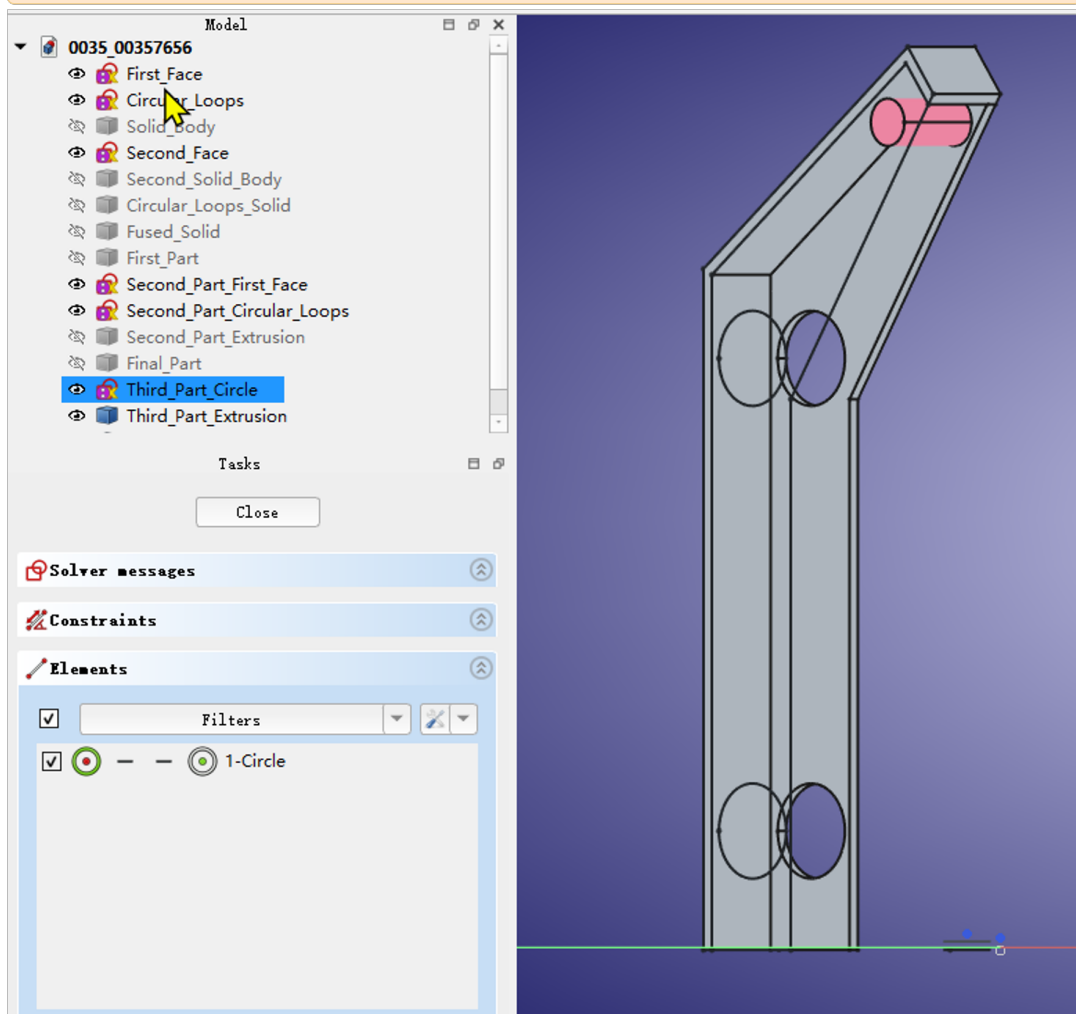 Model
0035_00357656
First_Face
Circular_Loops
Solid_Body
Second_Face
Second_Solid_Body
Circular_Loops_Solid
Fused_Solid
First_Part
Second_Part_First_Face
Second_Part_Circular_Loops
Second_Part_Extrusion
Final_Part
Third_Part_Circle
Third_Part_Extrusion
Tasks
Close
Solver messages
Constraints
Elements
Filters
1-Circle